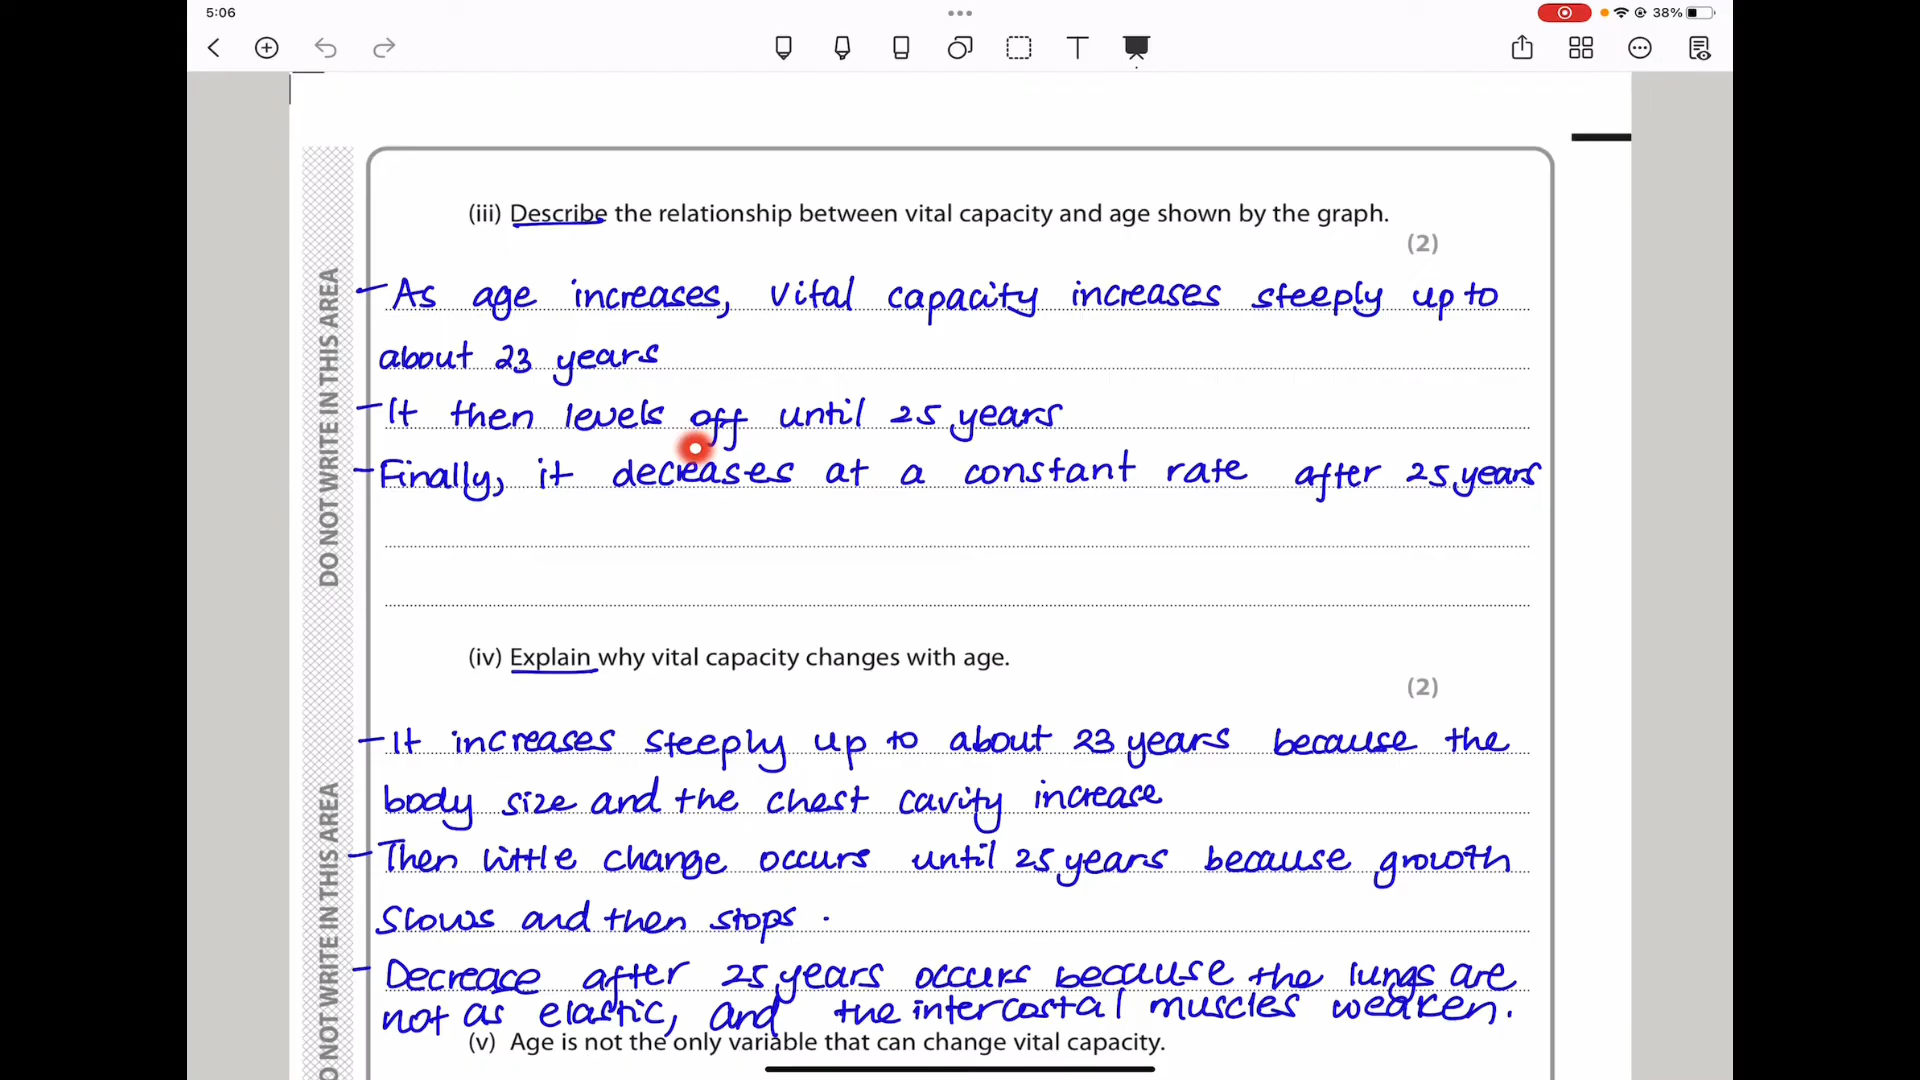 5:06
38%
(iii) Describe the relationship between vital capacity and age shown by the graph.
(2)
- As age increases, vital capacity increases steeply up to
about 23 years
- It then levels off until 25 years
- Finally, it decreases at a constant rate after 25 years
(iv) Explain why vital capacity changes with age.
(2)
- It increases steeply up to about 23 years because the
body size and the chest cavity increase
- Then little change occurs until 25 years because growth
slows and then stops.
- Decrease after 25 years occurs because the lungs are
not as elastic, and the intercostal muscles weaken.
(v) Age is not the only variable that can change vital capacity.
DO NOT WRITE IN THIS AREA
O NOT WRITE IN THIS AREA